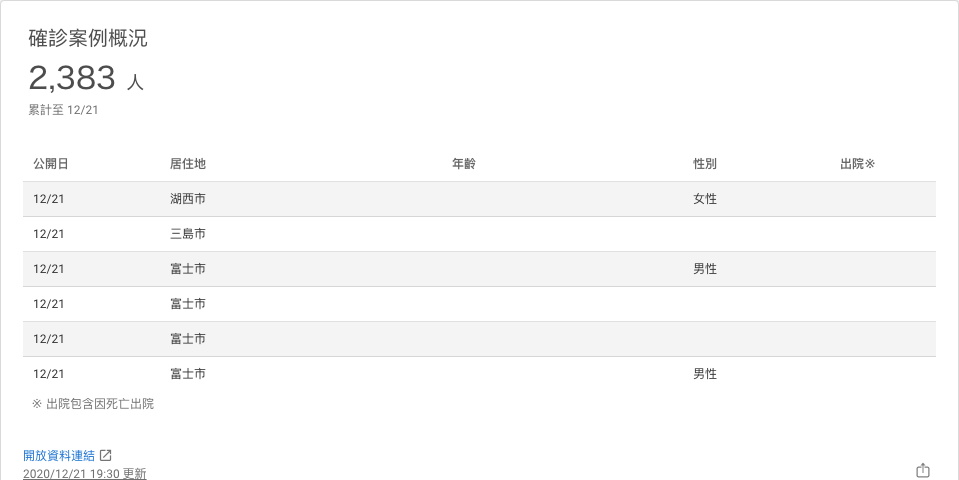 確診案例概況
2,383 人
累計至 12/21
公開日 居住地 年齡 性別 出院※
12/21 湖西市 女性
12/21 三島市
12/21 富士市 男性
12/21 富士市
12/21 富士市
12/21 富士市 男性
※ 出院包含因死亡出院
開放資料連結
2020/12/21 19:30 更新